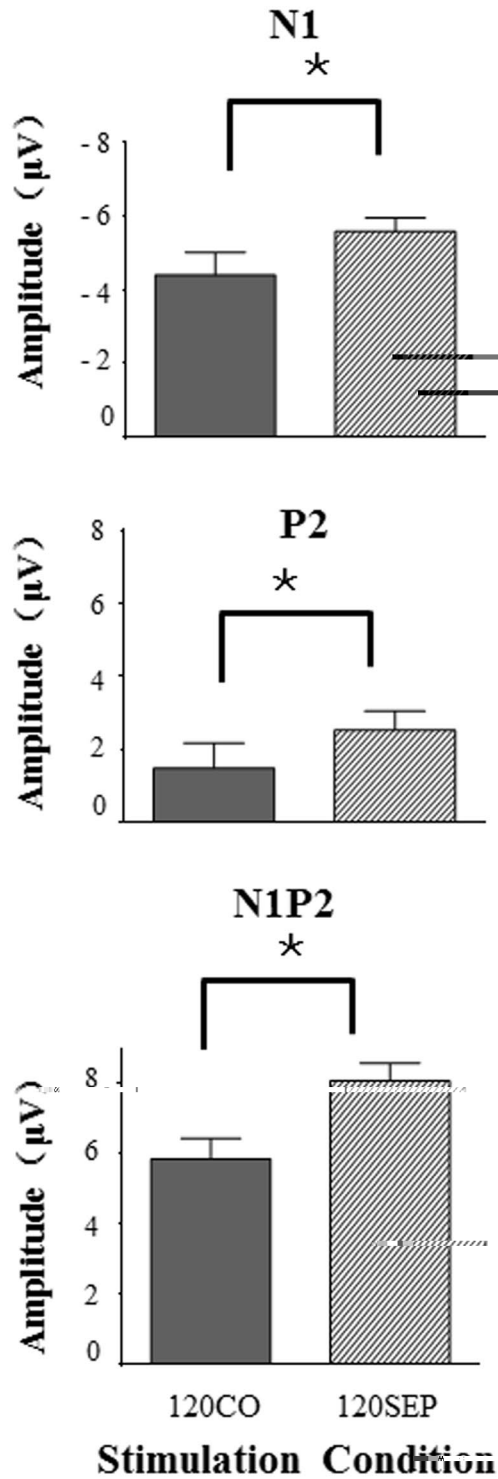 N1
*
Amplitude (μV)
-8
-6
-4
-2
0
P2
*
Amplitude (μV)
8
6
4
2
0
N1P2
*
Amplitude (μV)
8
6
4
2
0
120CO 120SEP
Stimulation Condition